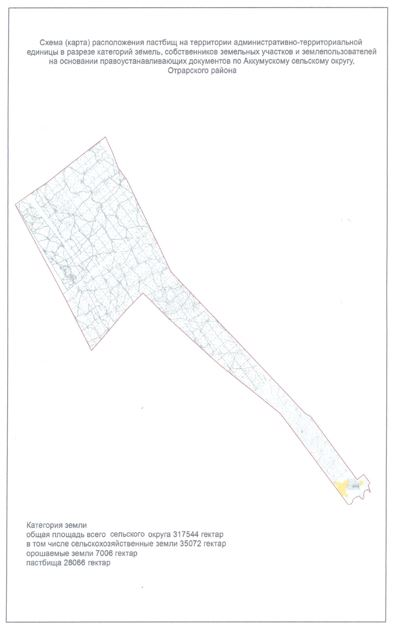 Схема (карта) расположения пастбищ на территории административно-территориальной
единицы в разрезе категорий земель, собственников земельных участков и землепользователей
на основании правоустанавливающих документов по Аккумускому сельскому округу,
Отрарского района
Категория земли
общая площадь всего сельского округа 317544 гектар
в том числе сельскохозяйственные земли 35072 гектар
орошаемые земли 7006 гектар
пастбища 28066 гектар